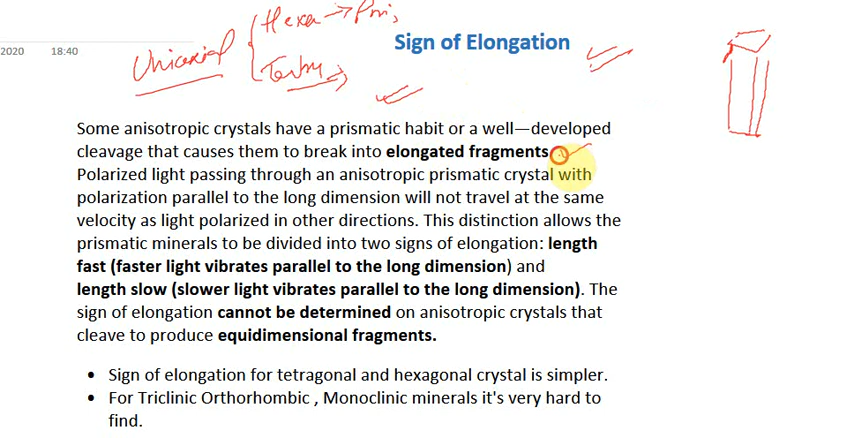 Hexa → Pri
Sign of Elongation
2020 18:40
Uniaxial
Some anisotropic crystals have a prismatic habit or a well—developed
cleavage that causes them to break into elongated fragments.
Polarized light passing through an anisotropic prismatic crystal with
polarization parallel to the long dimension will not travel at the same
velocity as light polarized in other directions. This distinction allows the
prismatic minerals to be divided into two signs of elongation: length
fast (faster light vibrates parallel to the long dimension) and
length slow (slower light vibrates parallel to the long dimension). The
sign of elongation cannot be determined on anisotropic crystals that
cleave to produce equidimensional fragments.
• Sign of elongation for tetragonal and hexagonal crystal is simpler.
• For Triclinic Orthorhombic , Monoclinic minerals it's very hard to
find.